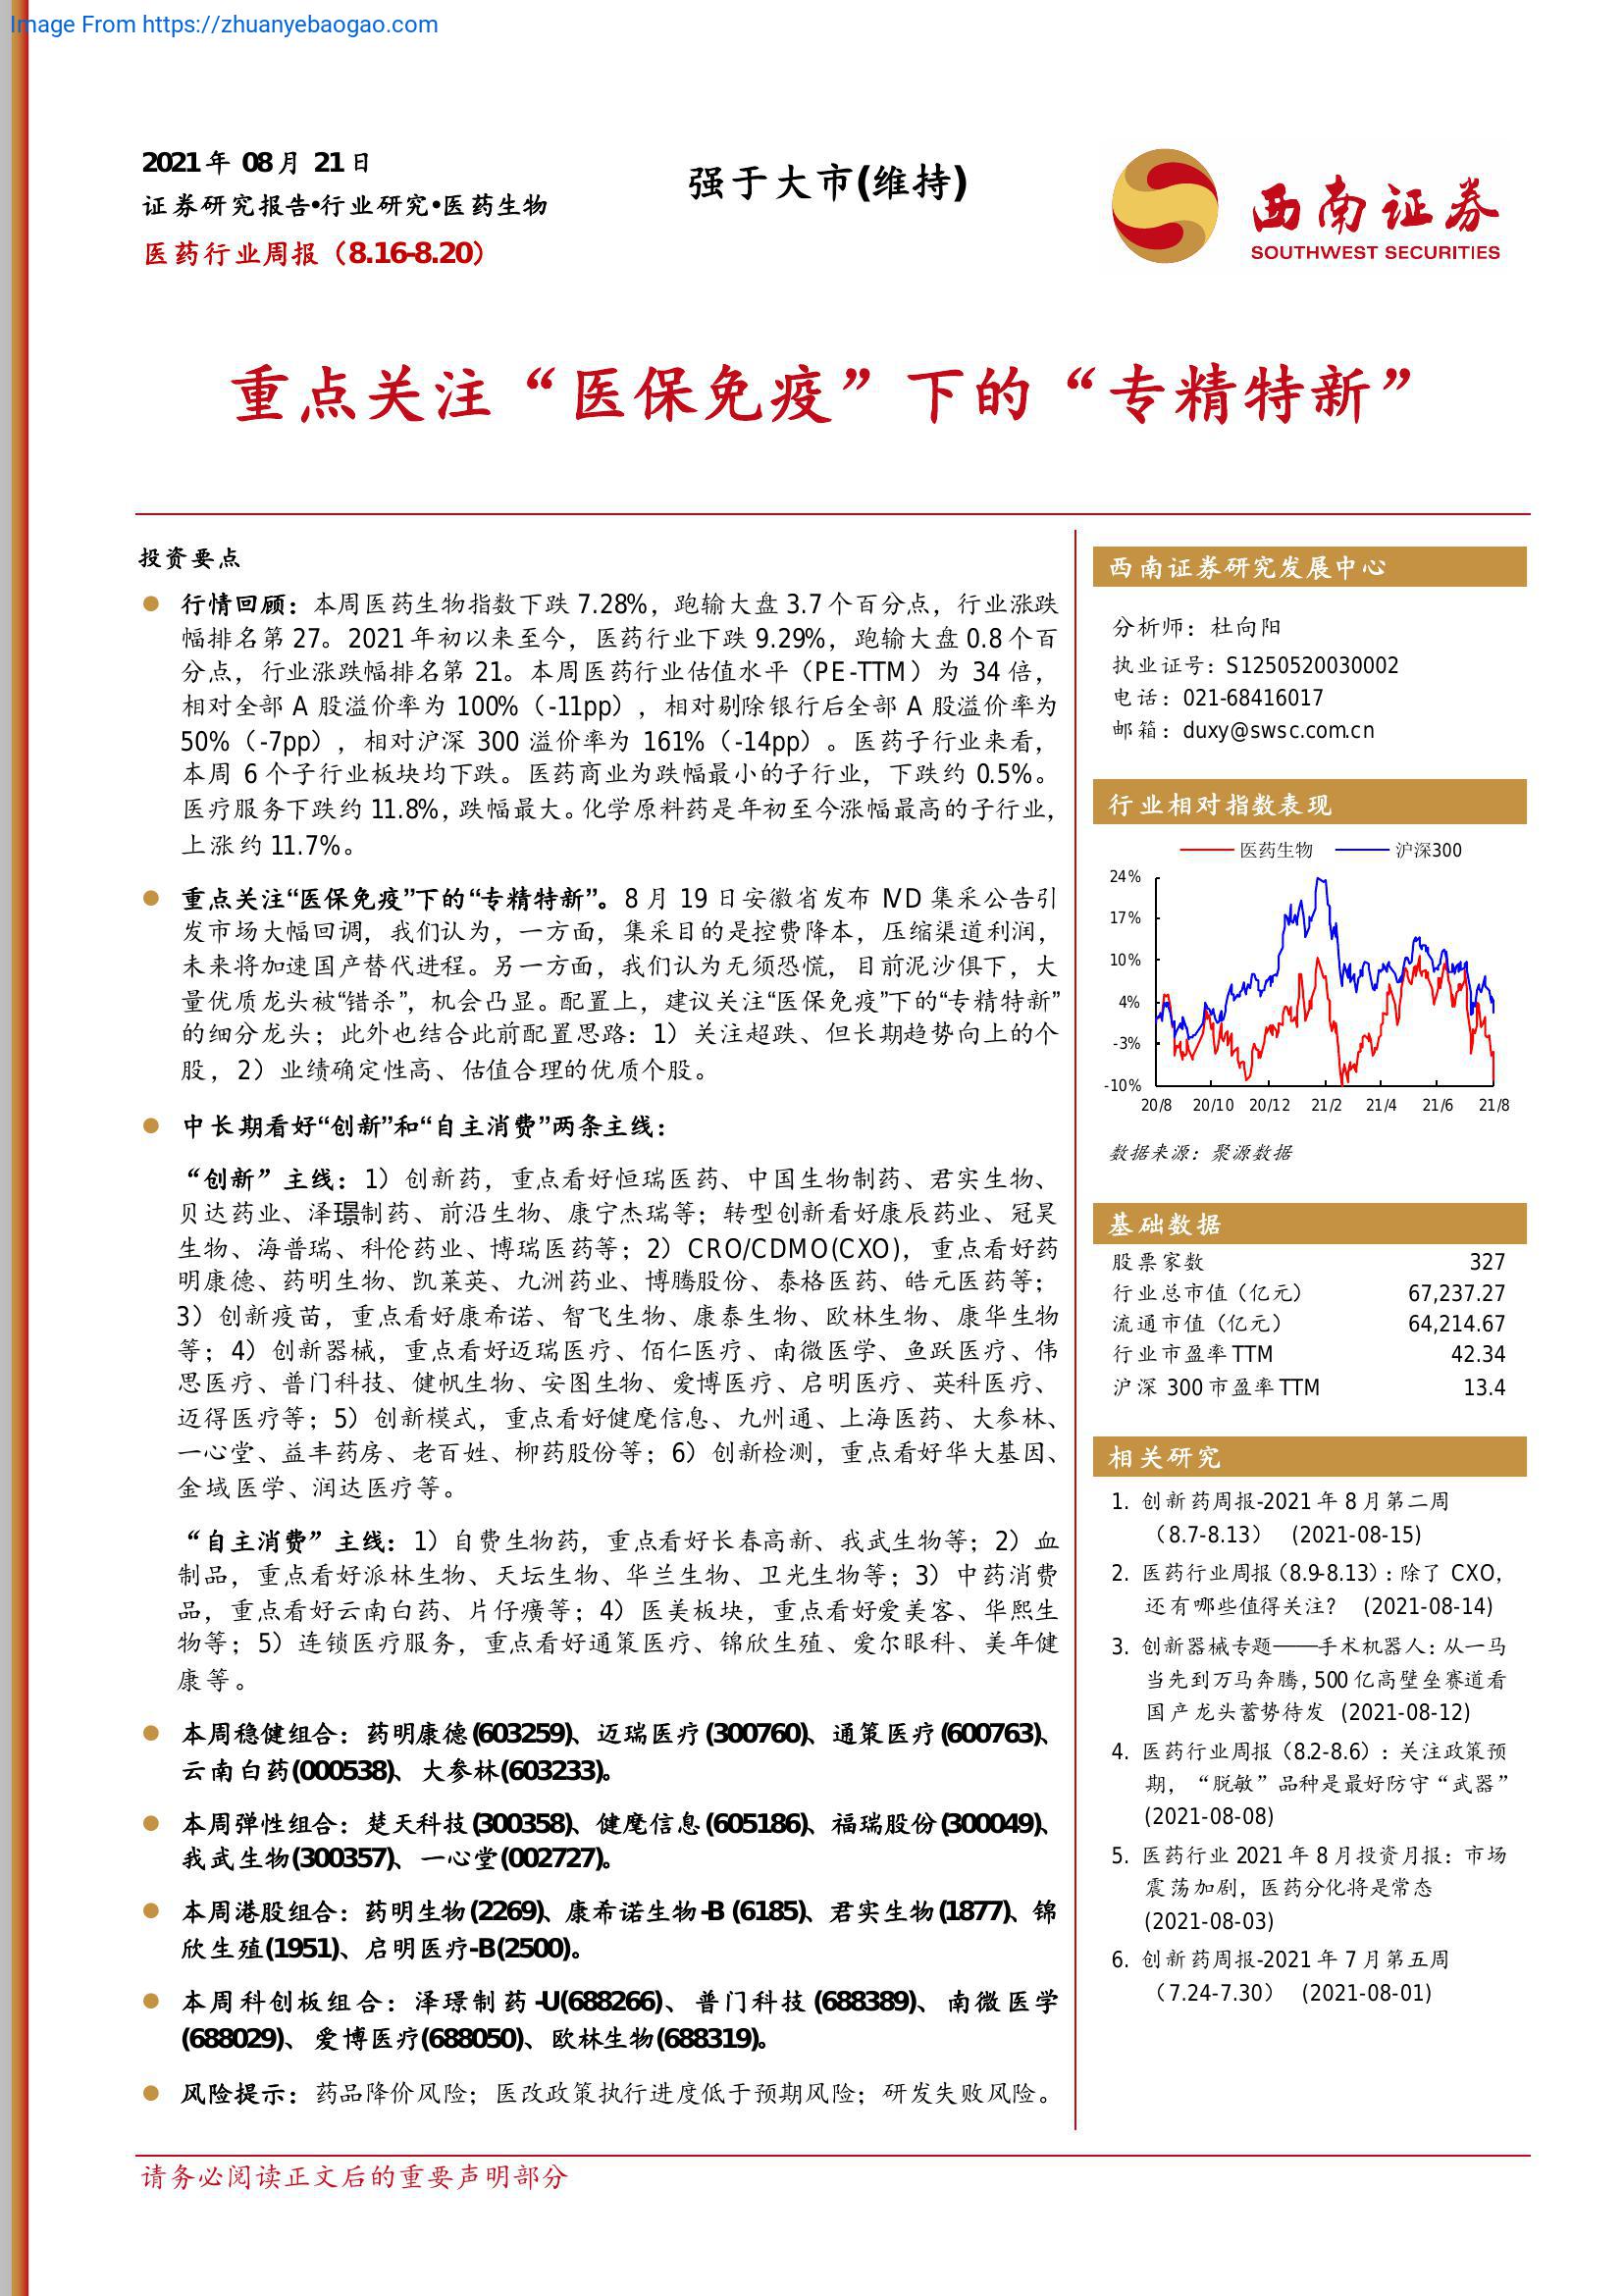 Image From https://zhuanyebaogao.com
2021年 08月 21日
证券研究报告•行业研究•医药生物
医药行业周报（8.16-8.20）
强于大市(维持)
西南证券
SOUTHWEST SECURITIES
重点关注“医保免疫”下的“专精特新”
投资要点
行情回顾：本周医药生物指数下跌 7.28%，跑输大盘 3.7个百分点，行业涨跌
幅排名第 27。2021年初以来至今，医药行业下跌 9.29%，跑输大盘 0.8个百
分点，行业涨跌幅排名第 21。本周医药行业估值水平（PE-TTM）为 34 倍，
相对全部 A 股溢价率为 100%（-11pp），相对剔除银行后全部 A 股溢价率为
50%（-7pp），相对沪深 300 溢价率为 161%（-14pp）。医药子行业来看，
本周 6 个子行业板块均下跌。医药商业为跌幅最小的子行业，下跌约 0.5%。
医疗服务下跌约 11.8%，跌幅最大。化学原料药是年初至今涨幅最高的子行业，
上涨约 11.7%。
重点关注“医保免疫”下的“专精特新”。8 月 19 日安徽省发布 IVD 集采公告引
发市场大幅回调，我们认为，一方面，集采目的是控费降本，压缩渠道利润，
未来将加速国产替代进程。另一方面，我们认为无须恐慌，目前泥沙俱下，大
量优质龙头被“错杀”，机会凸显。配置上，建议关注“医保免疫”下的“专精特新”
的细分龙头；此外也结合此前配置思路：1）关注超跌、但长期趋势向上的个
股，2）业绩确定性高、估值合理的优质个股。
中长期看好“创新”和“自主消费”两条主线：
“创新”主线：1）创新药，重点看好恒瑞医药、中国生物制药、君实生物、
贝达药业、泽璟制药、前沿生物、康宁杰瑞等；转型创新看好康辰药业、冠昊
生物、海普瑞、科伦药业、博瑞医药等；2）CRO/CDMO(CXO)，重点看好药
明康德、药明生物、凯莱英、九洲药业、博腾股份、泰格医药、皓元医药等；
3）创新疫苗，重点看好康希诺、智飞生物、康泰生物、欧林生物、康华生物
等；4）创新器械，重点看好迈瑞医疗、佰仁医疗、南微医学、鱼跃医疗、伟
思医疗、普门科技、健帆生物、安图生物、爱博医疗、启明医疗、英科医疗、
迈得医疗等；5）创新模式，重点看好健麾信息、九州通、上海医药、大参林、
一心堂、益丰药房、老百姓、柳药股份等；6）创新检测，重点看好华大基因、
金域医学、润达医疗等。
“自主消费”主线：1）自费生物药，重点看好长春高新、我武生物等；2）血
制品，重点看好派林生物、天坛生物、华兰生物、卫光生物等；3）中药消费
品，重点看好云南白药、片仔癀等；4）医美板块，重点看好爱美客、华熙生
物等；5）连锁医疗服务，重点看好通策医疗、锦欣生殖、爱尔眼科、美年健
康等。
本周稳健组合：药明康德(603259)、迈瑞医疗(300760)、通策医疗(600763)、
云南白药(000538)、大参林(603233)。
本周弹性组合：楚天科技(300358)、健麾信息(605186)、福瑞股份(300049)、
我武生物(300357)、一心堂(002727)。
本周港股组合：药明生物(2269)、康希诺生物-B (6185)、君实生物(1877)、锦
欣生殖(1951)、启明医疗-B(2500)。
本周科创板组合：泽璟制药-U(688266)、普门科技(688389)、南微医学
(688029)、爱博医疗(688050)、欧林生物(688319)。
风险提示：药品降价风险；医改政策执行进度低于预期风险；研发失败风险。
西南证券研究发展中心
分析师：杜向阳
执业证号：S1250520030002
电话：021-68416017
邮箱：duxy@swsc.com.cn
行业相对指数表现
医药生物 沪深300
24%
17%
10%
4%
-3%
-10%
20/8 20/10 20/12 21/2 21/4 21/6 21/8
数据来源：聚源数据
基础数据
股票家数 327
行业总市值（亿元） 67,237.27
流通市值（亿元） 64,214.67
行业市盈率TTM 42.34
沪深 300市盈率TTM 13.4
相关研究
1. 创新药周报-2021 年 8 月第二周
（8.7-8.13） (2021-08-15)
2. 医药行业周报（8.9-8.13）：除了 CXO，
还有哪些值得关注？ (2021-08-14)
3. 创新器械专题——手术机器人：从一马
当先到万马奔腾，500 亿高壁垒赛道看
国产龙头蓄势待发 (2021-08-12)
4. 医药行业周报（8.2-8.6）：关注政策预
期，“脱敏”品种是最好防守“武器”
(2021-08-08)
5. 医药行业 2021 年 8 月投资月报：市场
震荡加剧，医药分化将是常态
(2021-08-03)
6. 创新药周报-2021 年 7 月第五周
（7.24-7.30） (2021-08-01)
请务必阅读正文后的重要声明部分